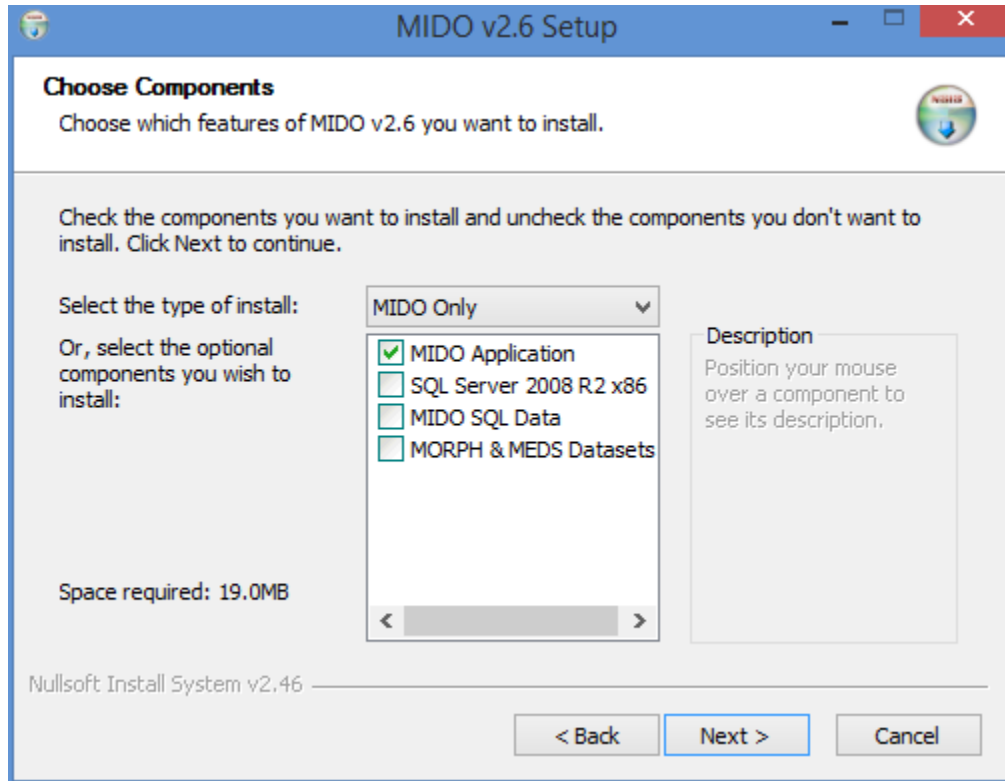 MIDO v2.6 Setup
Choose Components
Choose which features of MIDO v2.6 you want to install.
Check the components you want to install and uncheck the components you don't want to
install. Click Next to continue.
Select the type of install:
MIDO Only
Or, select the optional
components you wish to
install:
MIDO Application
SQL Server 2008 R2 x86
MIDO SQL Data
MORPH & MEDS Datasets
Description
Position your mouse
over a component to
see its description.
Space required: 19.0MB
Nullsoft Install System v2.46
< Back
Next >
Cancel